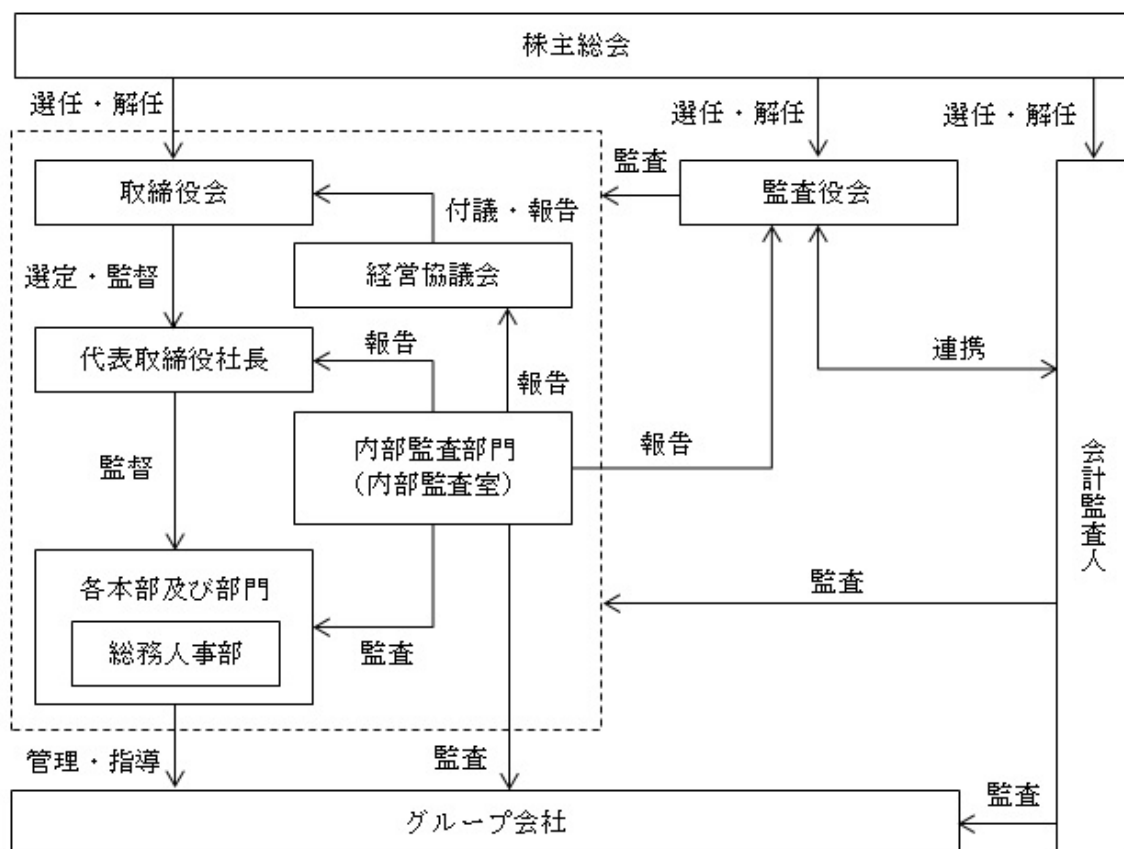 株主総会
選任・解任
選任・解任
選任・解任
取締役会
監査
監査役会
付議・報告
選定・監督
経営協議会
代表取締役社長
報告
報告
連携
監督
内部監査部門
(内部監査室)
報告
会計監査人
各本部及び部門
総務人事部
監査
監査
管理・指導
監査
監査
グループ会社